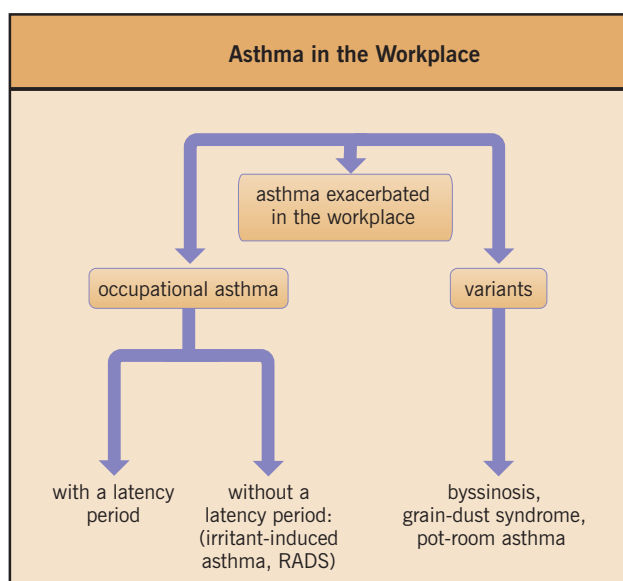 Asthma in the Workplace
asthma exacerbated
in the workplace
occupational asthma
variants
with a latency
period
without a
latency period:
(irritant-induced
asthma, RADS)
byssinosis,
grain-dust syndrome,
pot-room asthma